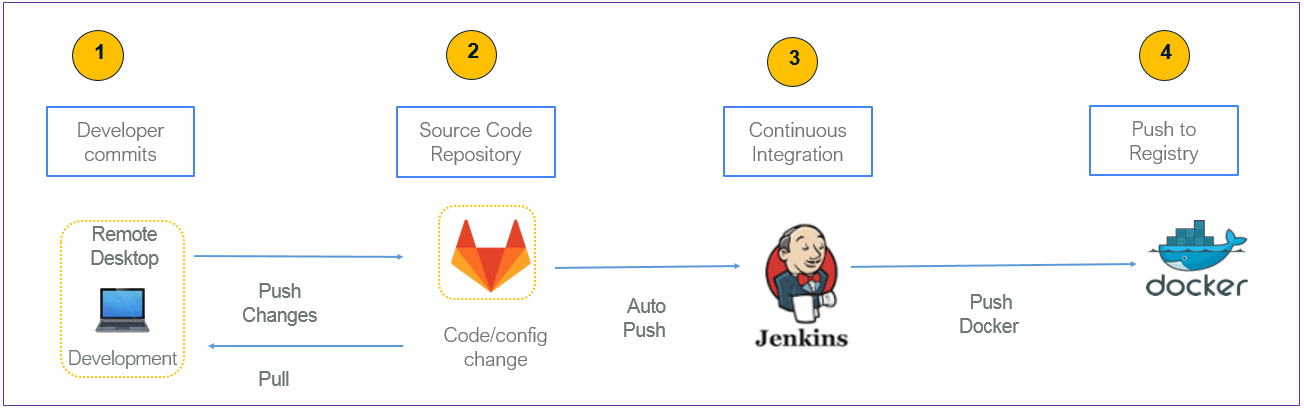 1
2
3
4
Developer
commits
Source Code
Repository
Continuous
Integration
Push to
Registry
Remote
Desktop
Development
Push
Changes
Pull
Code/config
change
Auto
Push
Jenkins
Push
Docker
docker